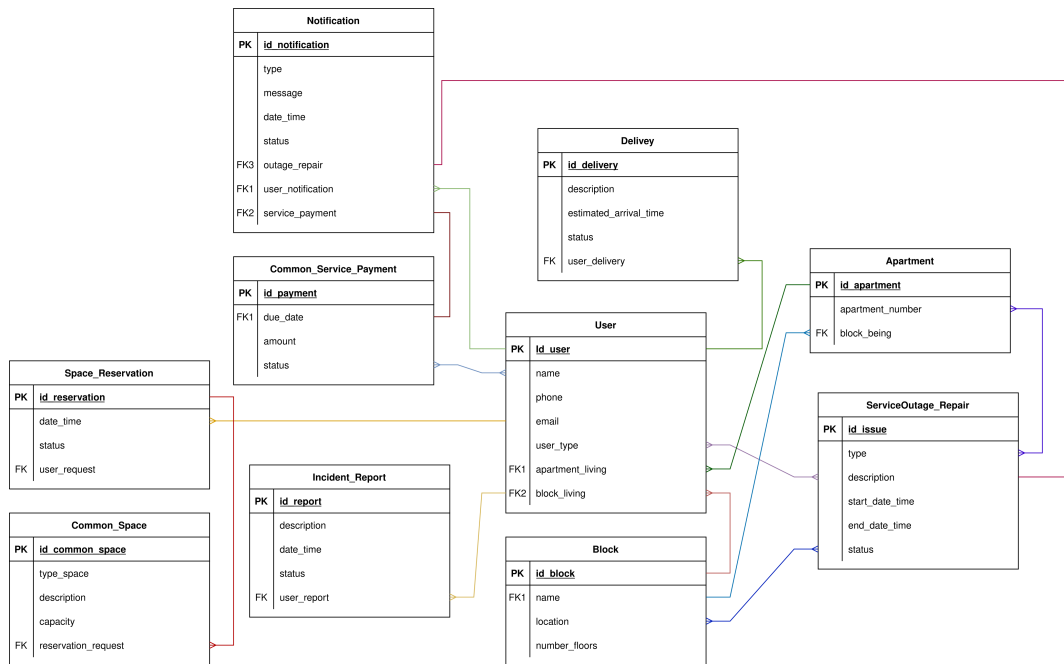 Notification
PK id_notification
type
message
date_time
status
FK3 outage_repair
FK1 user_notification
FK2 service_payment
Delivey
PK id_delivery
description
estimated_arrival_time
status
FK user_delivery
Common_Service_Payment
PK id_payment
FK1 due_date
amount
status
Apartment
PK id_apartment
apartment_number
FK block_being
User
PK Id_user
name
phone
email
user_type
FK1 apartment_living
FK2 block_living
Space_Reservation
PK id_reservation
date_time
status
FK user_request
ServiceOutage_Repair
PK id_issue
type
description
start_date_time
end_date_time
status
Incident_Report
PK id_report
description
date_time
status
FK user_report
Common_Space
PK id_common_space
type_space
description
capacity
FK reservation_request
Block
PK id_block
FK1 name
location
number_floors